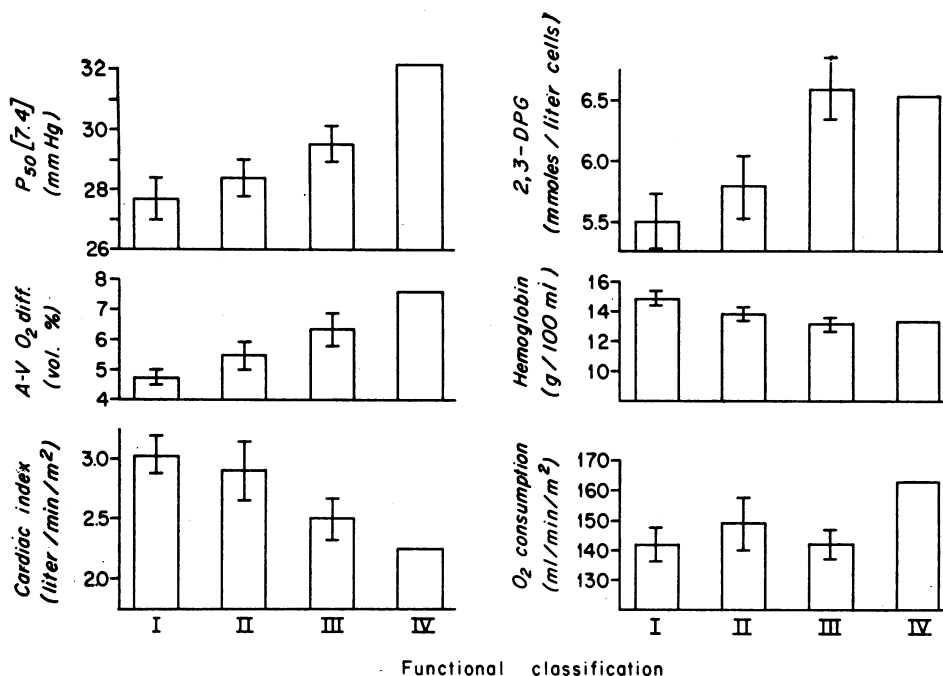 P50[7.4]
(mmHg)
32
30
28
26
2,3-DPG
(mmoles / liter cells)
6.5
6.0
5.5
A-V O2 diff.
(vol. %)
8
7
6
5
4
Hemoglobin
(g / 100 ml)
16
14
12
10
Cardiac index
(liter/min/m²)
3.0
2.5
2.0
I
II
III
IV
O2 consumption
(ml/min/m²)
170
160
150
140
130
I
II
III
IV
Functional classification